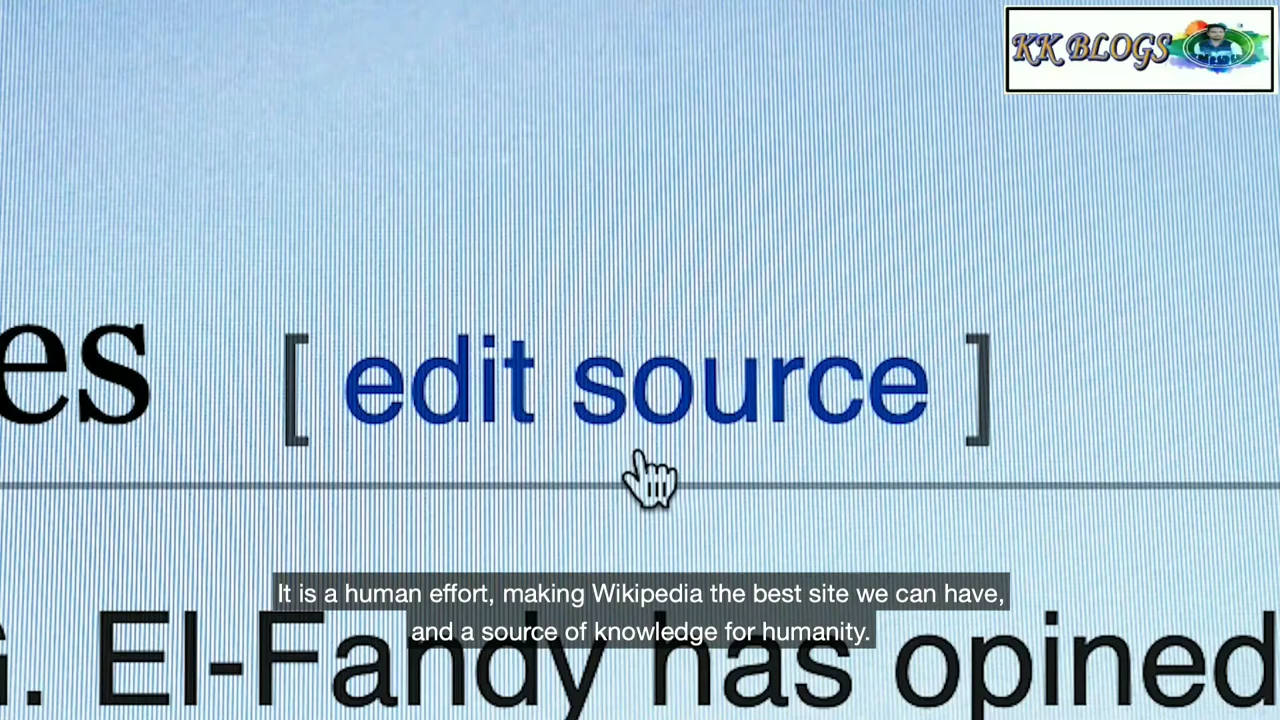 KK BLOGS
es [ edit source ]
It is a human effort, making Wikipedia the best site we can have,
and a source of knowledge for humanity.
. El-Fandy has opined